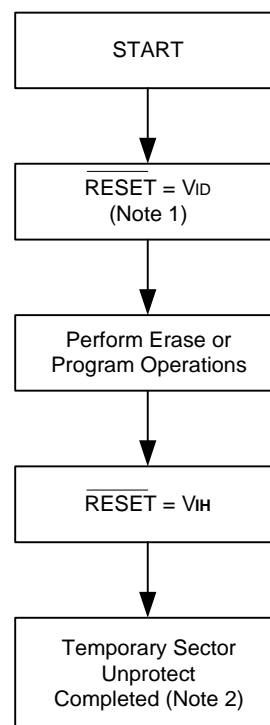 START
RESET = VID
(Note 1)
Perform Erase or
Program Operations
RESET = VIH
Temporary Sector
Unprotect
Completed (Note 2)